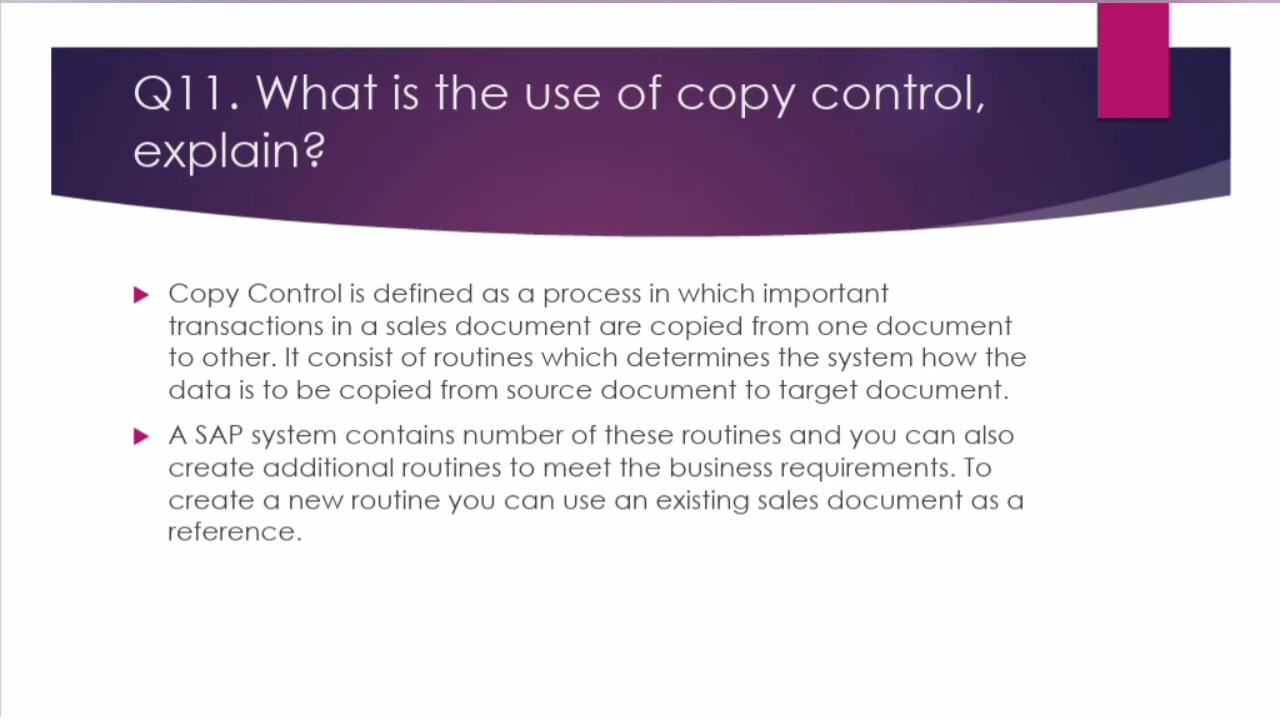 Q11. What is the use of copy control,
explain?
Copy Control is defined as a process in which important
transactions in a sales document are copied from one document
to other. It consist of routines which determines the system how the
data is to be copied from source document to target document.
A SAP system contains number of these routines and you can also
create additional routines to meet the business requirements. To
create a new routine you can use an existing sales document as a
reference.